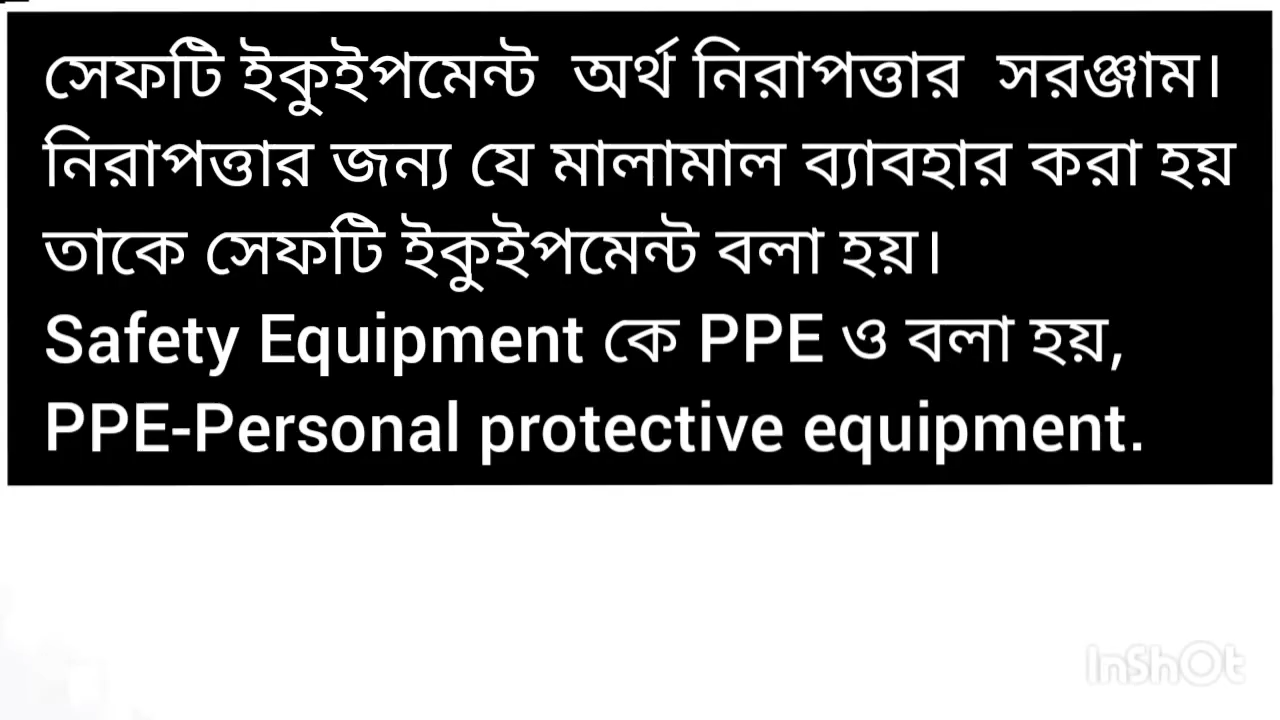 সেফটি ইকুইপমেন্ট অর্থ নিরাপত্তার সরঞ্জাম।
নিরাপত্তার জন্য যে মালামাল ব্যাবহার করা হয়
তাকে সেফটি ইকুইপমেন্ট বলা হয়।
Safety Equipment কে PPE ও বলা হয়,
PPE-Personal protective equipment.
InShOt